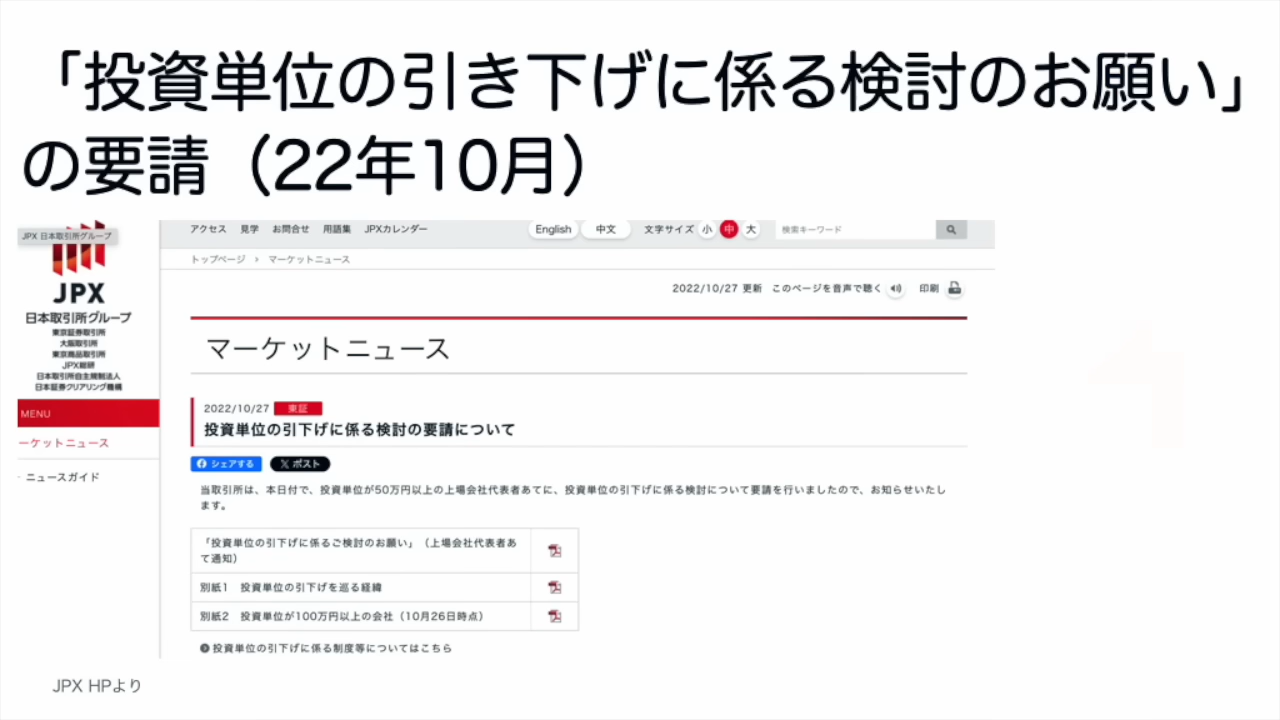 「投資単位の引き下げに係る検討のお願い」
の要請（22年10月）
JPX 日本取引所グループ
JPX
日本取引所グループ
東京証券取引所
大阪取引所
東京商品取引所
JPX総研
日本取引所自主規制法人
日本証券クリアリング機構
MENU
ーケットニュース
ニュースガイド
アクセス 見学 お問合せ 用語集 JPXカレンダー English 中文 文字サイズ 小 中 大 検索キーワード
トップページ › マーケットニュース
2022/10/27 更新 このページを音声で聴く 印刷
マーケットニュース
2022/10/27 東証
投資単位の引下げに係る検討の要請について
シェアする X ポスト
当取引所は、本日付で、投資単位が50万円以上の上場会社代表者あてに、投資単位の引下げに係る検討について要請を行いましたので、お知らせいたし
ます。
「投資単位の引下げに係るご検討のお願い」（上場会社代表者あ
て通知）
別紙1 投資単位の引下げを巡る経緯
別紙2 投資単位が100万円以上の会社（10月26日時点）
投資単位の引下げに係る制度等についてはこちら
JPX HPより